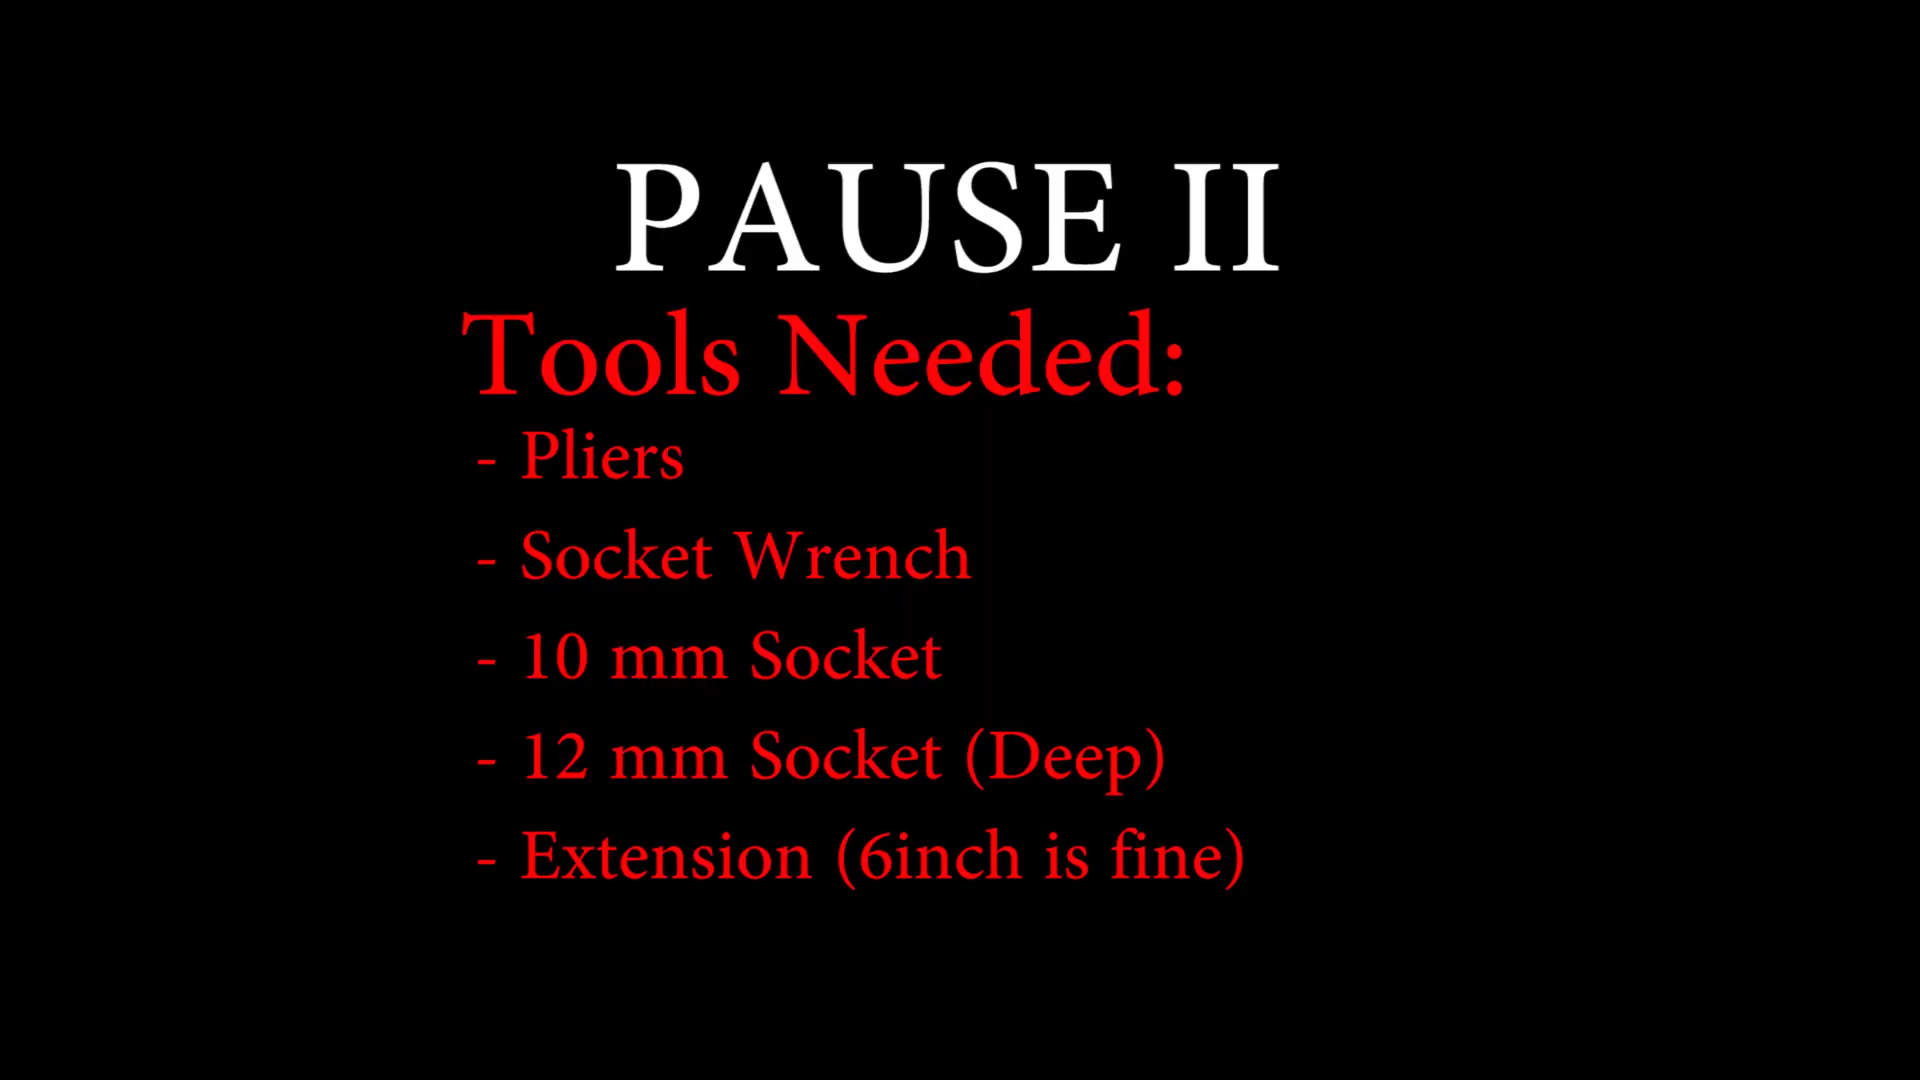 PAUSE II
Tools Needed:
- Pliers
- Socket Wrench
- 10 mm Socket
- 12 mm Socket (Deep)
- Extension (6inch is fine)